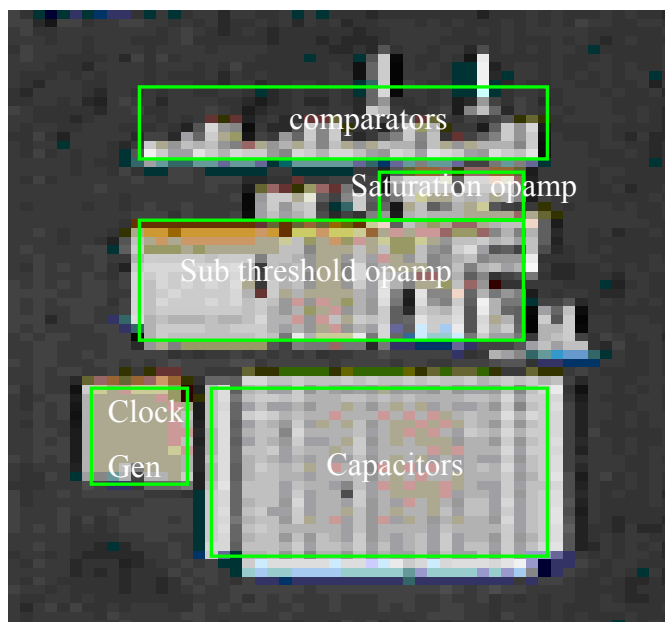 comparators
Saturation opamp
Sub threshold opamp
Clock
Gen
Capacitors